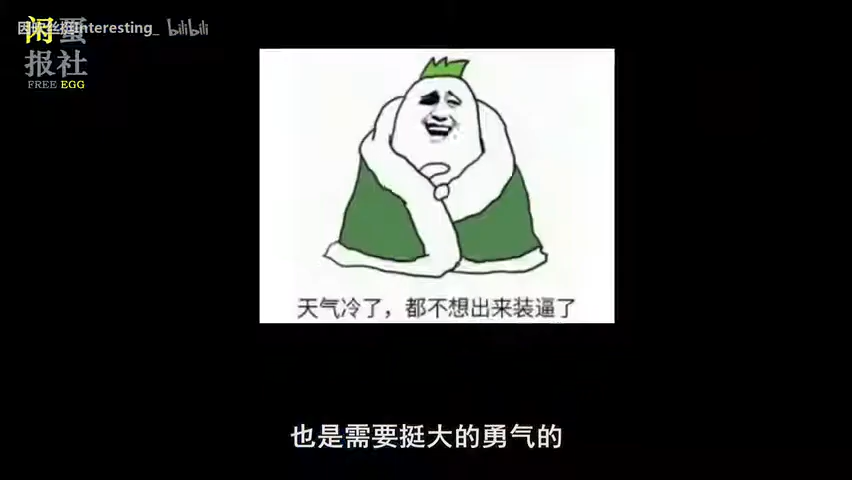 interesting_ bilibili
闲蛋
报社
FREE EGG
天气冷了，都不想出来装逼了
也是需要挺大的勇气的